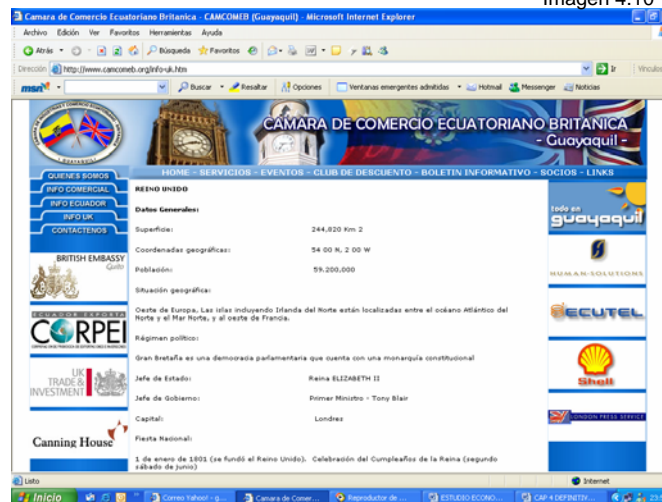 Imagen 4.10
Camara de Comercio Ecuatoriano Britanica - CAMCOMEB (Guayaquil) - Microsoft Internet Explorer
Archivo Edición Ver Favoritos Herramientas Ayuda
Atrás Búsqueda Favoritos
Dirección http://www.camcomeb.org/info-uk.htm Ir Vínculos
msn Buscar Resaltar Opciones Ventanas emergentes admitidas Hotmail Messenger Noticias
CAMARA DE COMERCIO ECUATORIANO BRITANICA
- Guayaquil -
HOME - SERVICIOS - EVENTOS - CLUB DE DESCUENTO - BOLETIN INFORMATIVO - SOCIOS - LINKS
QUIENES SOMOS
INFO COMERCIAL
INFO ECUADOR
INFO UK
CONTACTENOS
BRITISH EMBASSY
Quito
ECUADOR EXPORTA
CORPEI
UK
TRADE &
INVESTMENT
Canning House
REINO UNIDO
Datos Generales:
Superficie: 244,820 Km 2
Coordenadas geográficas: 54 00 N, 2 00 W
Población: 59.200,000
Situación geográfica:
Oeste de Europa, Las islas induyendo Irlanda del Norte están localizadas entre el océano Atlántico del
Norte y el Mar Norte, y al oeste de Francia.
Régimen político:
Gran Bretaña es una democracia parlamentaria que cuenta con una monarquía constitucional
Jefe de Estado: Reina ELIZABETH II
Jefe de Gobierno: Primer Ministro - Tony Blair
Capital: Londres
Fiesta Nacional:
1 de enero de 1801 (se fundó el Reino Unido). Celebración del Cumpleaños de la Reina (segundo
sábado de junio)
todo en
guayaquil
HUMAN-SOLUTIONS
ECUTEL
Shell
LONDON PRESS SERVICE
Listo Internet
Inicio Correo Yahoo! - g... Camara de Comer... Reproductor de ... ESTUDIO ECONO... CAP 4 DEFINITIV...